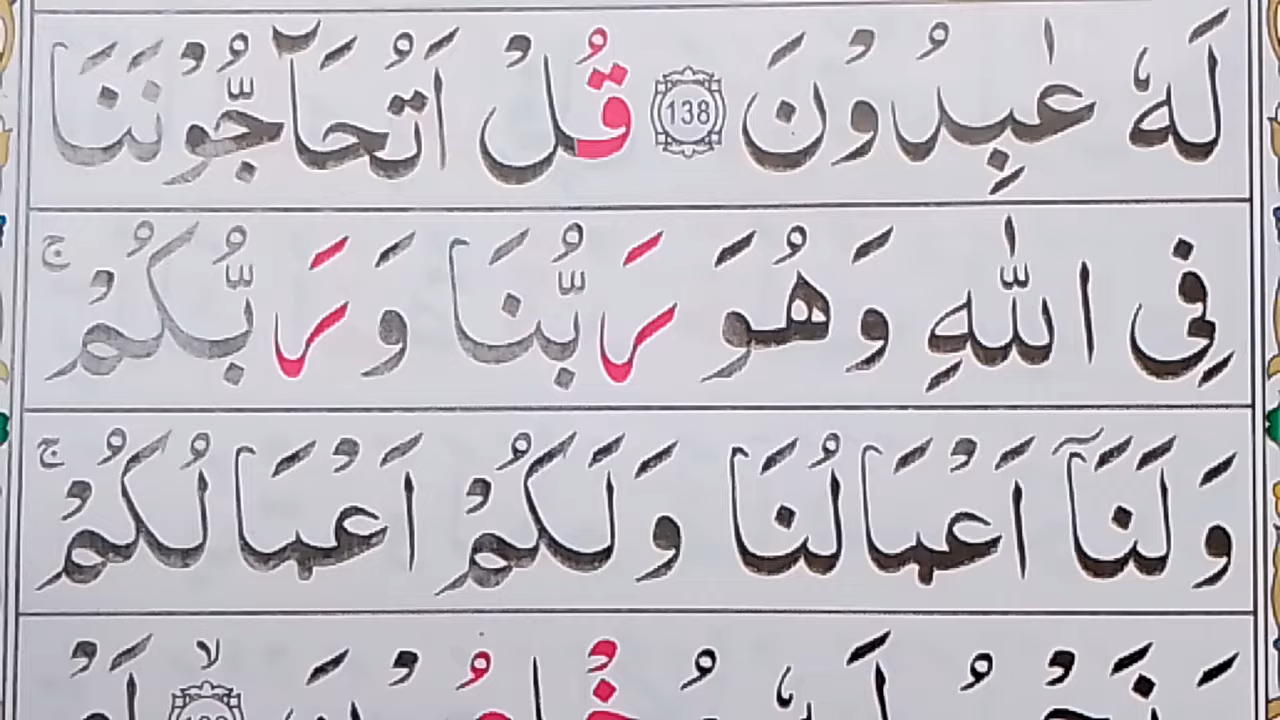 لَهٗ عٰبِدُوْنَ 138 قُلْ اَتُحَآجُّوْنَنَا
فِى اللّٰهِ وَهُوَ رَبُّنَا وَرَبُّكُمْ ۚ
وَلَنَآ اَعْمَالُنَا وَلَكُمْ اَعْمَالُكُمْ ۚ
وَنَحْنُ لَهٗ مُخْلِصُوْنَ ۙ